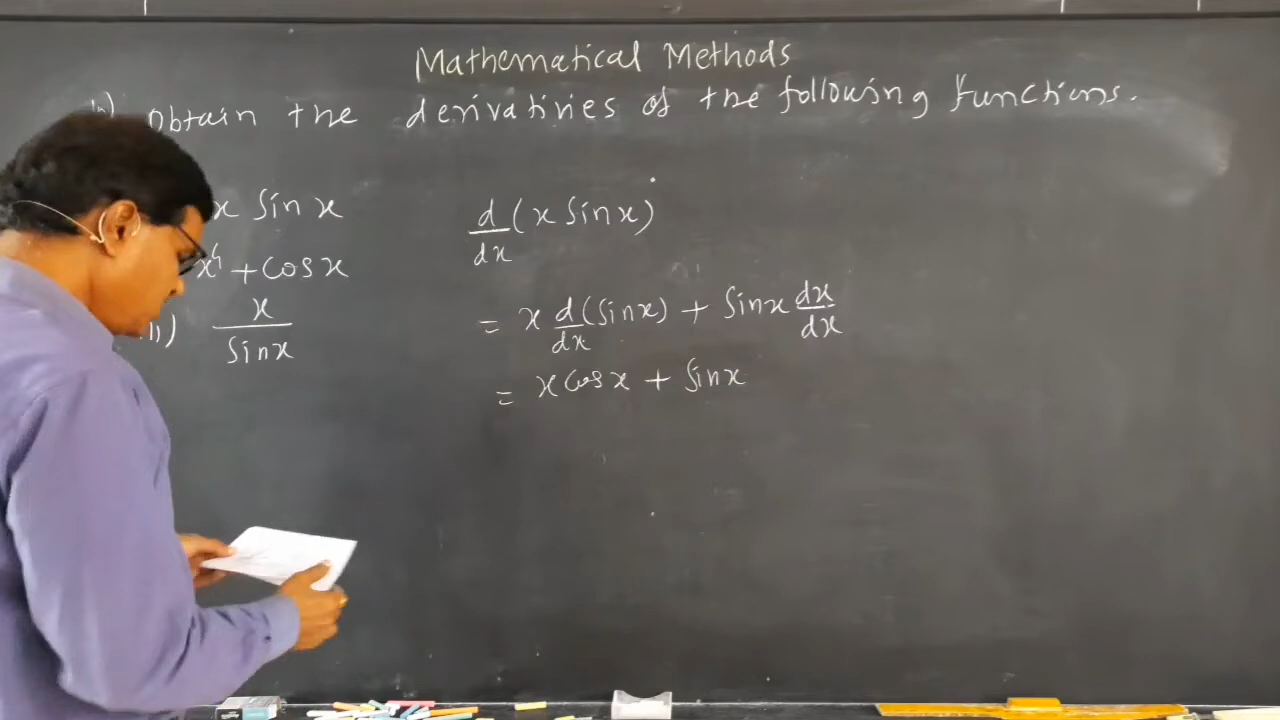 Mathematical Methods
obtain the derivatives of the following functions.
x Sin x
x⁴ + Cos x
x / Sin x
d/dx (x Sin x)
= x d/dx (Sin x) + Sin x dx/dx
= x Cos x + Sin x